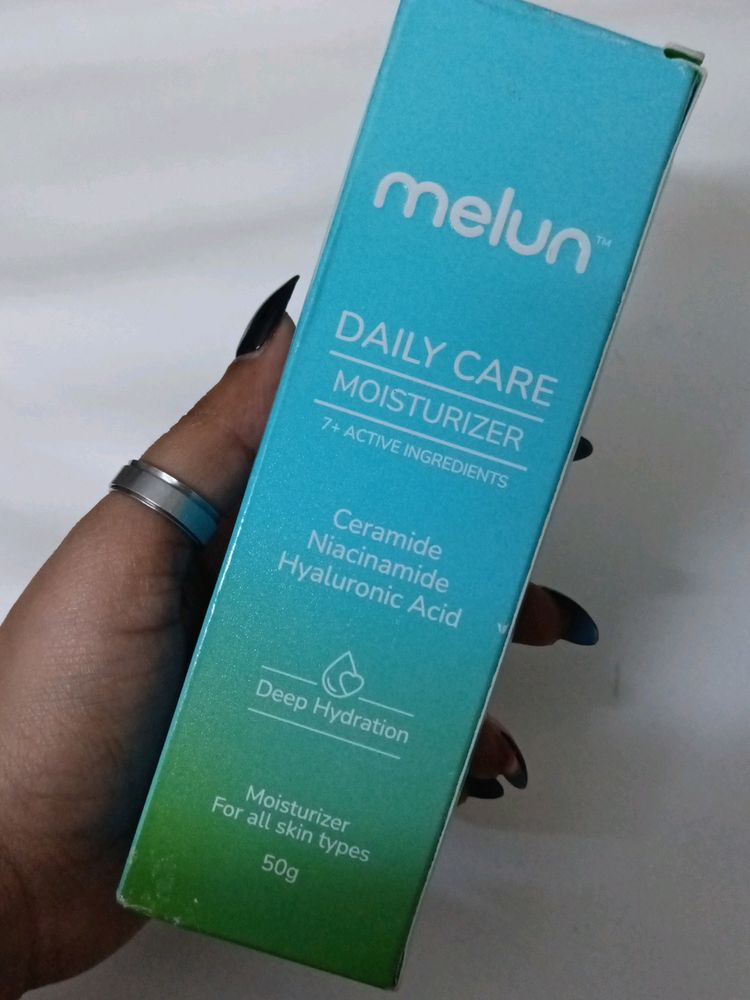 melun™
DAILY CARE
MOISTURIZER
7+ ACTIVE INGREDIENTS
Ceramide
Niacinamide
Hyaluronic Acid
Deep Hydration
Moisturizer
For all skin types
50g